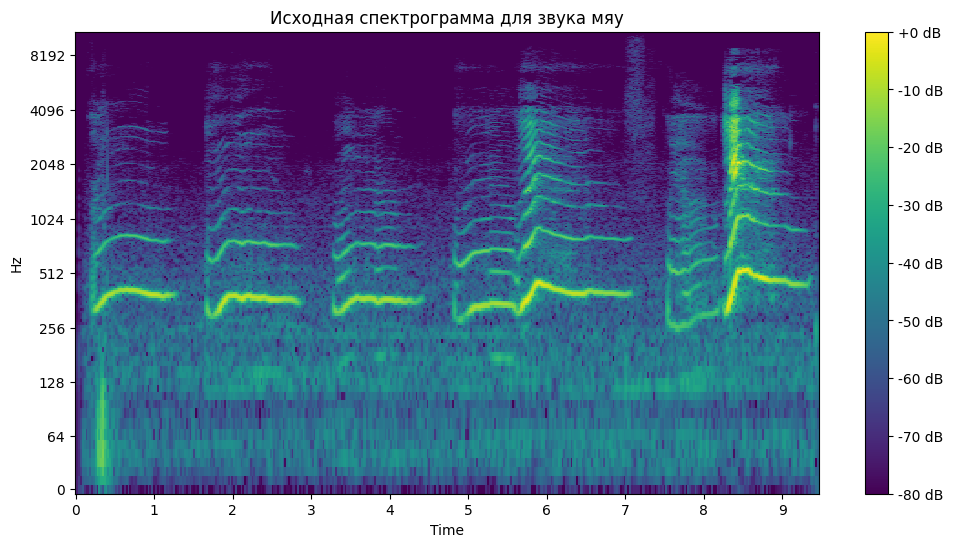 Исходная спектрограмма для звука мяу
Hz
8192
4096
2048
1024
512
256
128
64
0
0 1 2 3 4 5 6 7 8 9
Time
+0 dB
-10 dB
-20 dB
-30 dB
-40 dB
-50 dB
-60 dB
-70 dB
-80 dB